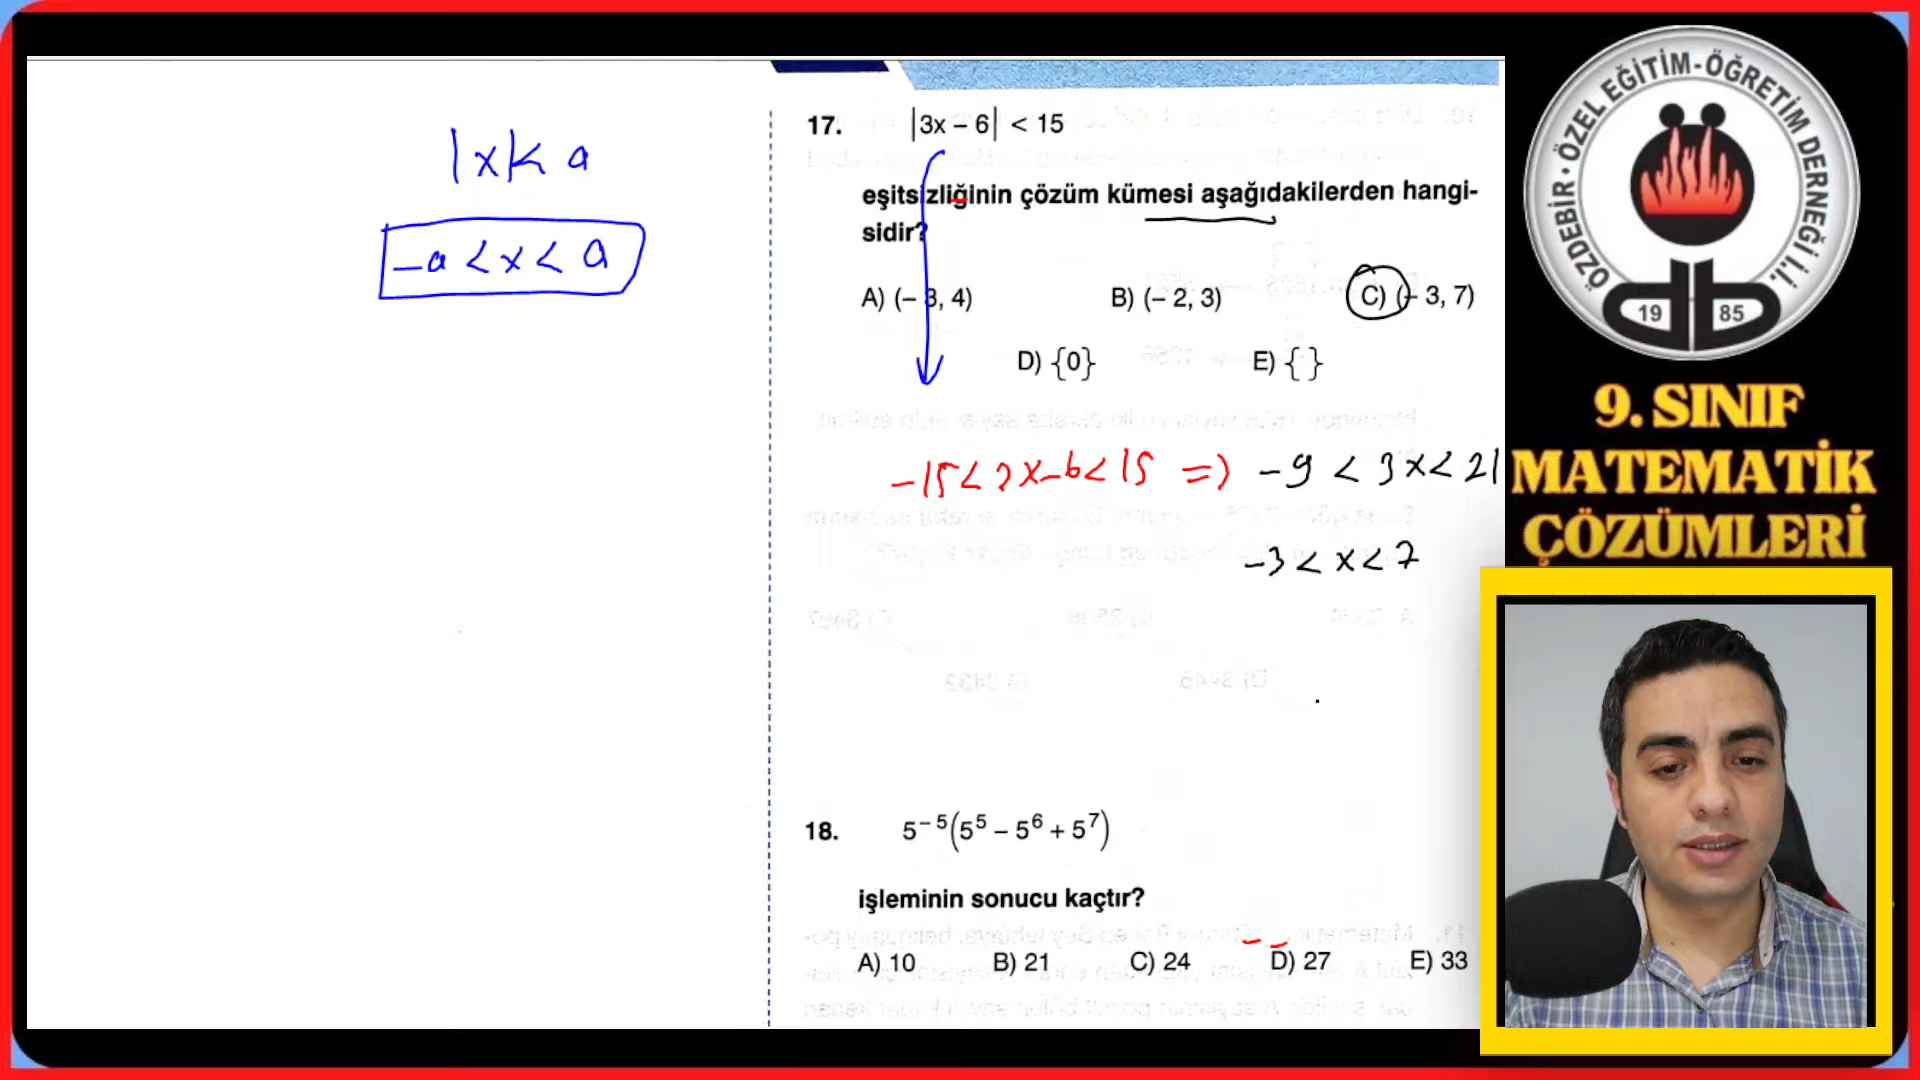 |x|< a
-a < x < a
17. |3x – 6| < 15
eşitsizliğinin çözüm kümesi aşağıdakilerden hangi-
sidir?
A) (– 3, 4) B) (– 2, 3) C) (– 3, 7)
D) {0} E) { }
-15 < 3x-6 < 15 => -9 < 3x < 21
-3 < x < 7
18. 5⁻⁵(5⁵ – 5⁶ + 5⁷)
işleminin sonucu kaçtır?
A) 10 B) 21 C) 24 D) 27 E) 33
ÖZDEBİR · ÖZEL EĞİTİM-ÖĞRETİM DERNEĞİ İ.İ.
19 85
9. SINIF
MATEMATİK
ÇÖZÜMLERİ